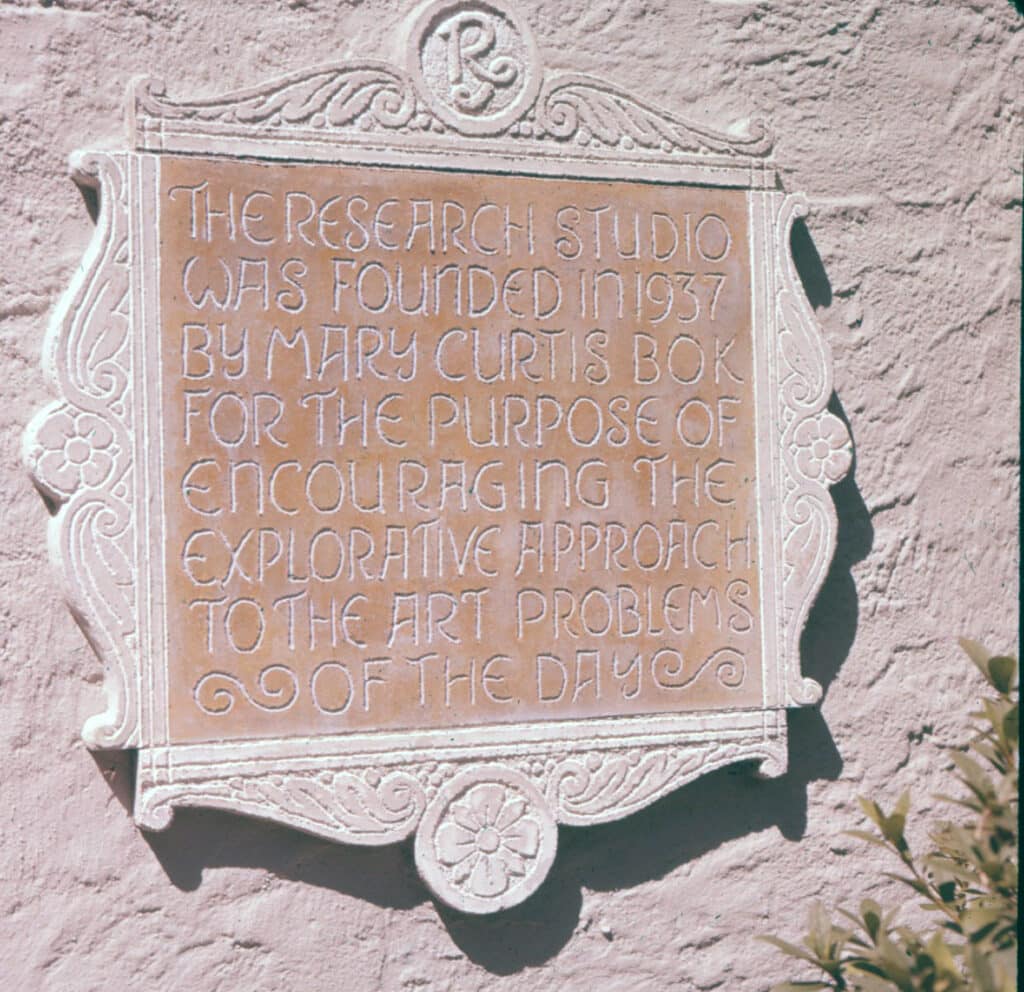 RS
THE RESEARCH STUDIO
WAS FOUNDED IN 1937
BY MARY CURTIS BOK
FOR THE PURPOSE OF
ENCOURAGING THE
EXPLORATIVE APPROACH
TO THE ART PROBLEMS
OF THE DAY